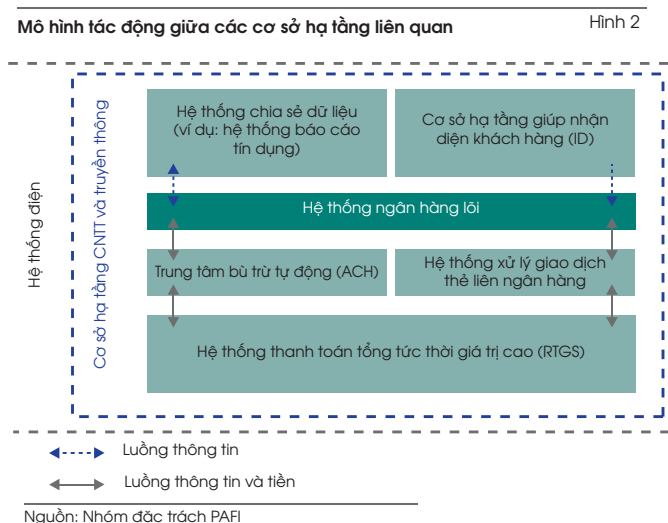 Mô hình tác động giữa các cơ sở hạ tầng liên quan
Hình 2
Hệ thống điện
Cơ sở hạ tầng CNTT và truyền thông
Hệ thống chia sẻ dữ liệu
(ví dụ: hệ thống báo cáo
tín dụng)
Cơ sở hạ tầng giúp nhận
diện khách hàng (ID)
Hệ thống ngân hàng lõi
Trung tâm bù trừ tự động (ACH)
Hệ thống xử lý giao dịch
thẻ liên ngân hàng
Hệ thống thanh toán tổng tức thời giá trị cao (RTGS)
Luồng thông tin
Luồng thông tin và tiền
Nguồn: Nhóm đặc trách PAFI